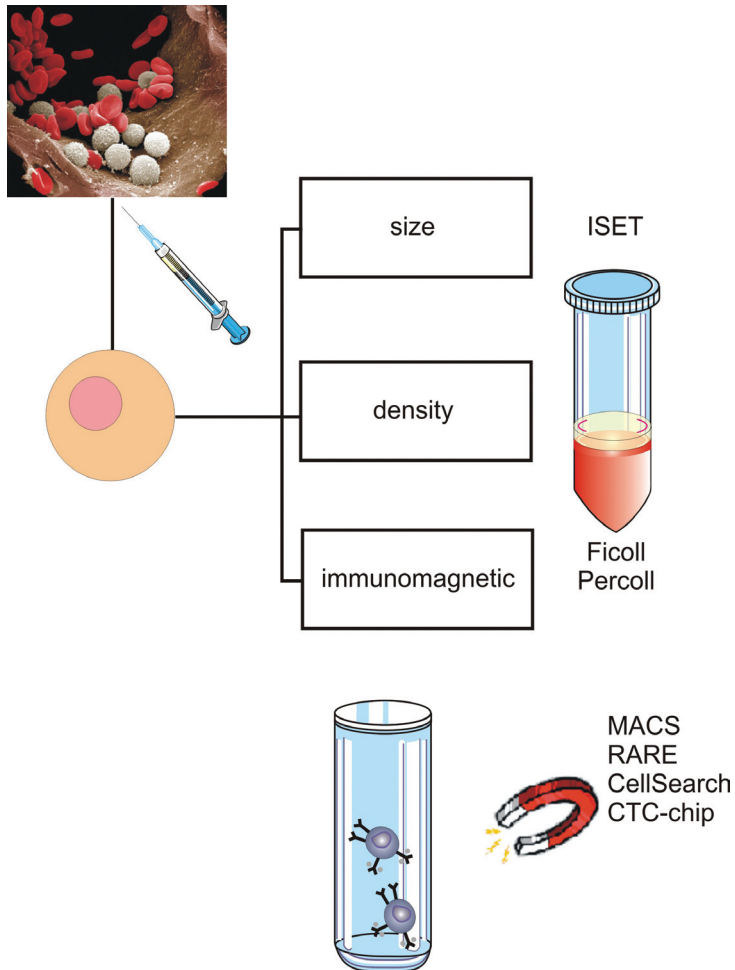 size
ISET
density
Ficoll
Percoll
immunomagnetic
MACS
RARE
CellSearch
CTC-chip